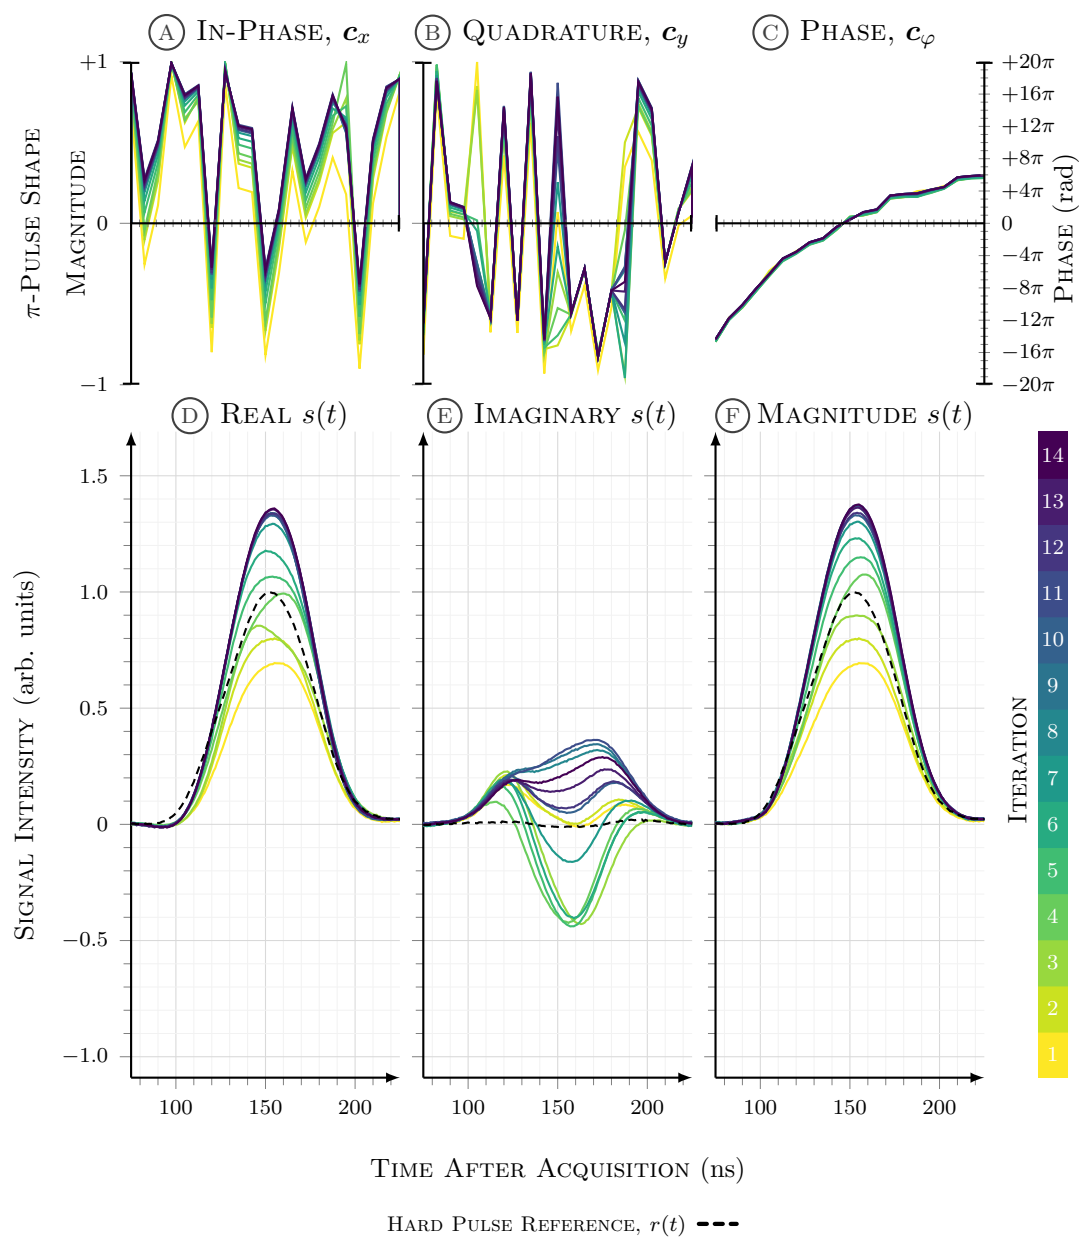 A In-Phase, cx
B Quadrature, cy
C Phase, cφ
+1
0
−1
π-Pulse Shape
Magnitude
+20π
+16π
+12π
+8π
+4π
0
−4π
−8π
−12π
−16π
−20π
Phase (rad)
D Real s(t)
E Imaginary s(t)
F Magnitude s(t)
1.5
1.0
0.5
0
−0.5
−1.0
Signal Intensity (arb. units)
100 150 200
100 150 200
100 150 200
14
13
12
11
10
9
8
7
6
5
4
3
2
1
Iteration
Time After Acquisition (ns)
Hard Pulse Reference, r(t)